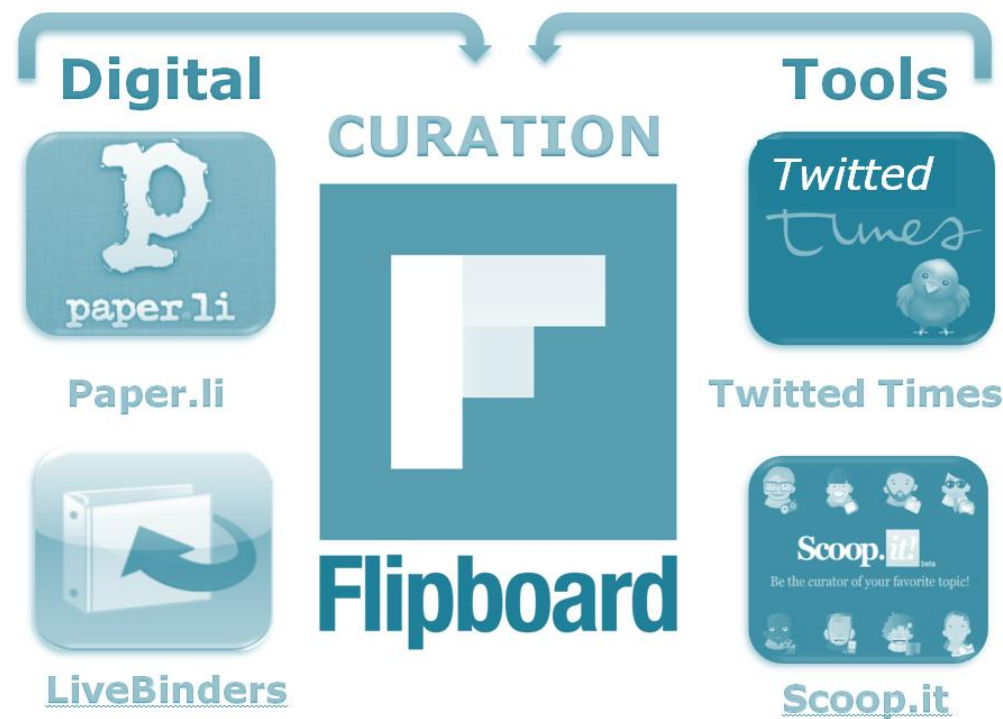 Digital
Tools
CURATION
p
paper.li
Paper.li
Twitted
times
Twitted Times
Flipboard
LiveBinders
Scoop.it!
beta
Be the curator of your favorite topic!
Scoop.it